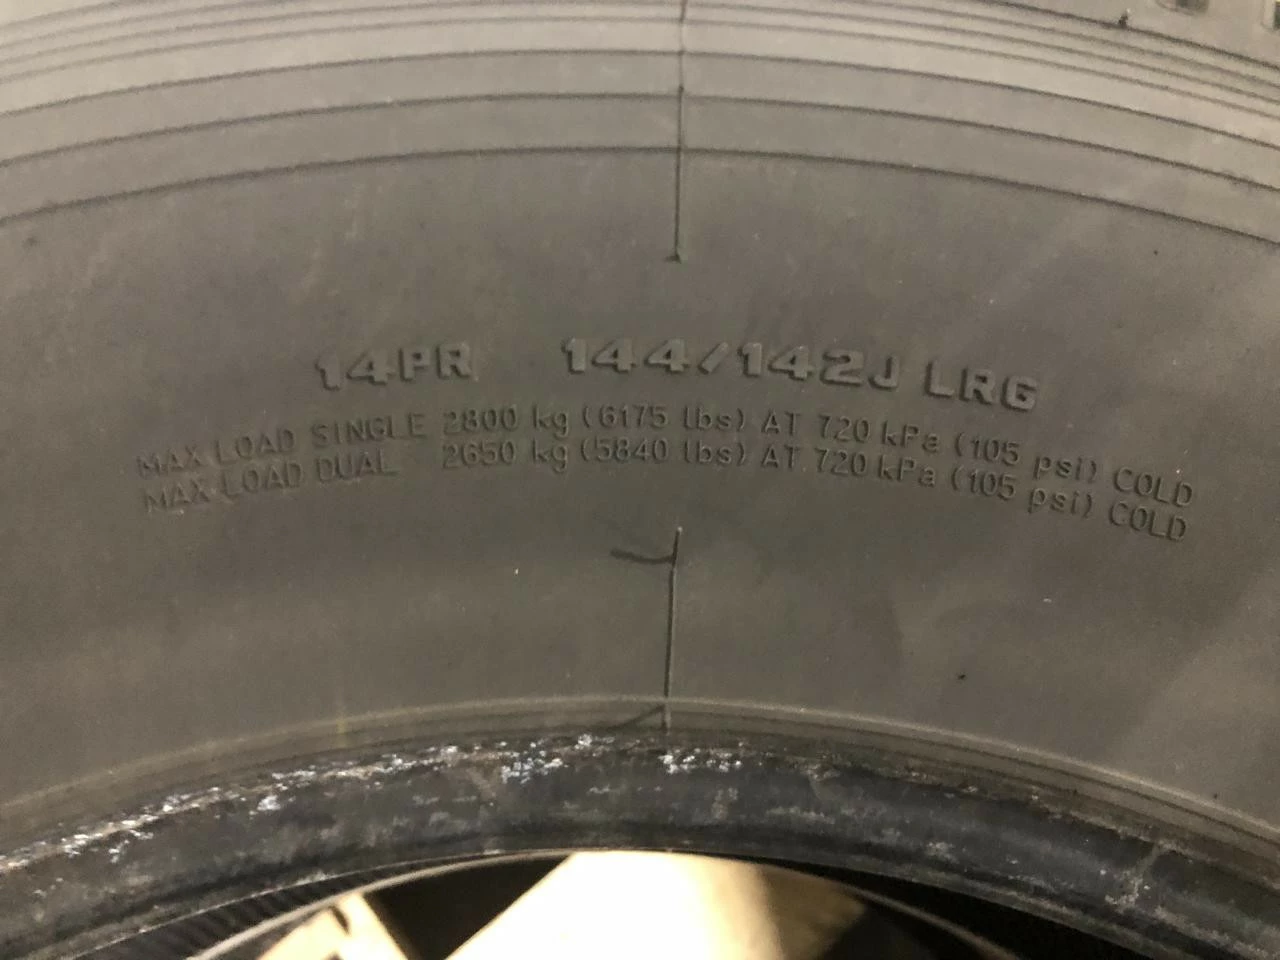 14PR 144/142J LRG
MAX LOAD SINGLE 2800 kg (6175 lbs) AT 720 kPa (105 psi) COLD
MAX LOAD DUAL 2650 kg (5840 lbs) AT 720 kPa (105 psi) COLD